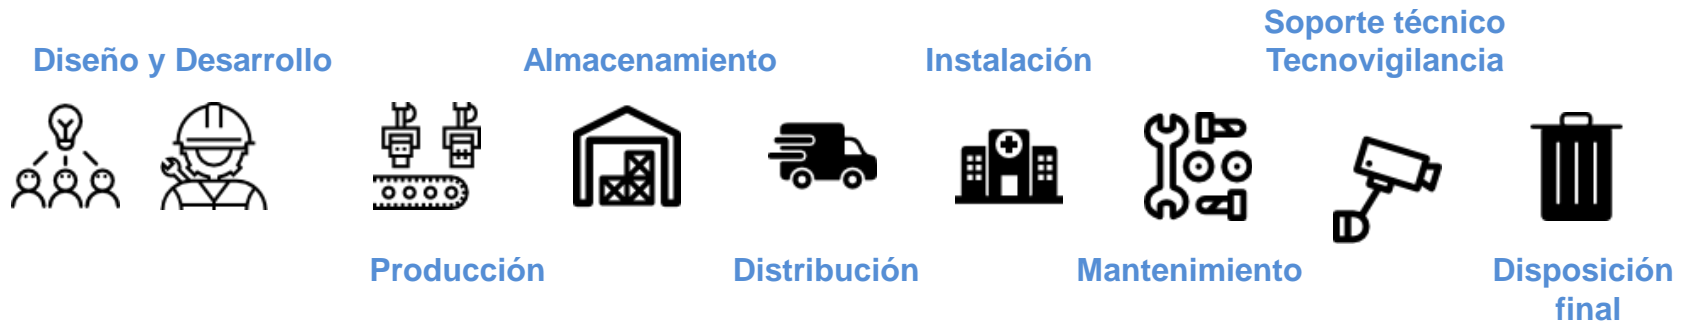 Diseño y Desarrollo
Producción
Almacenamiento
Distribución
Instalación
Mantenimiento
Soporte técnico
Tecnovigilancia
Disposición
final